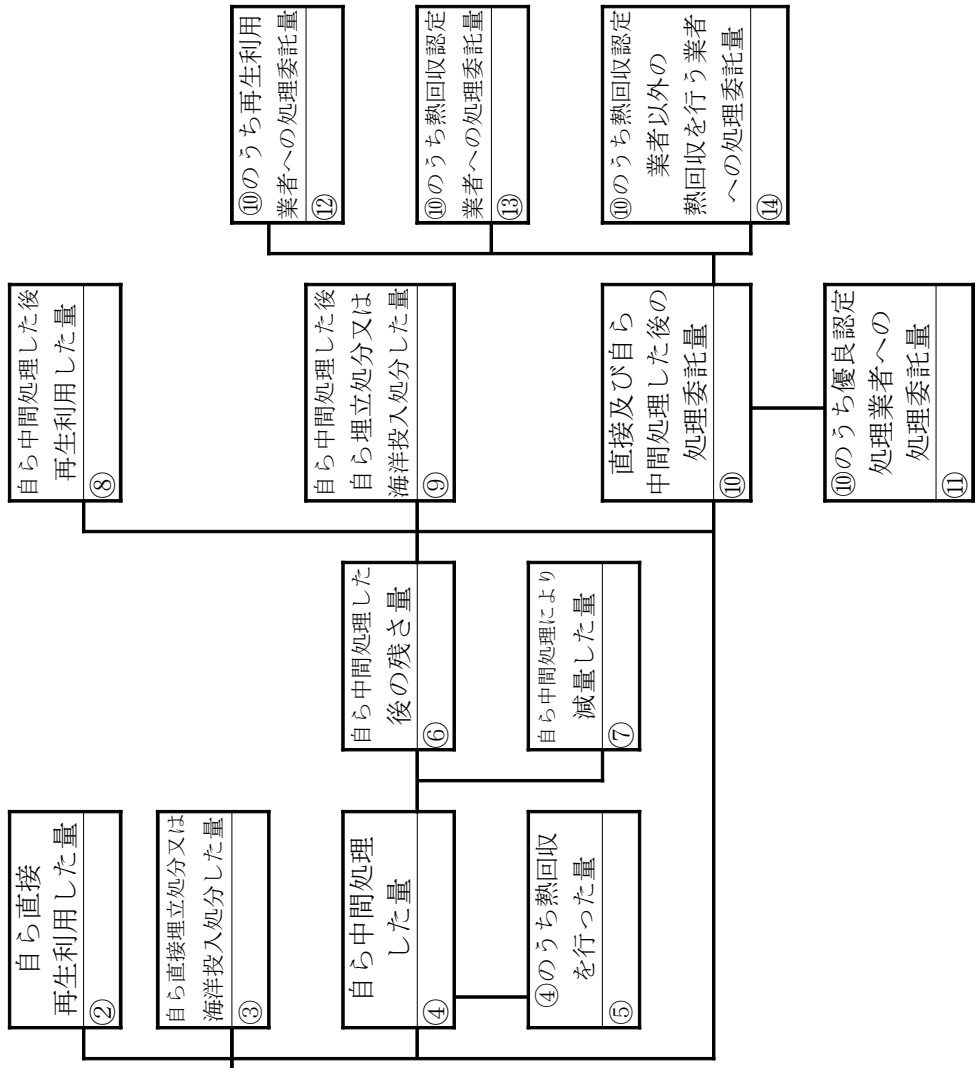 自ら直接
再生利用した量
②
自ら直接埋立処分又は
海洋投入処分した量
③
自ら中間処理
した量
④
④のうち熱回収
を行った量
⑤
自ら中間処理した
後の残さ量
⑥
自ら中間処理により
減量した量
⑦
自ら中間処理した後
再生利用した量
⑧
自ら中間処理した後
自ら埋立処分又は
海洋投入処分した量
⑨
直接及び自ら
中間処理した後の
処理委託量
⑩
⑩のうち優良認定
処理業者への
処理委託量
⑪
⑩のうち再生利用
業者への処理委託量
⑫
⑩のうち熱回収認定
業者への処理委託量
⑬
⑩のうち熱回収認定
業者以外の
熱回収を行う業者
への処理委託量
⑭